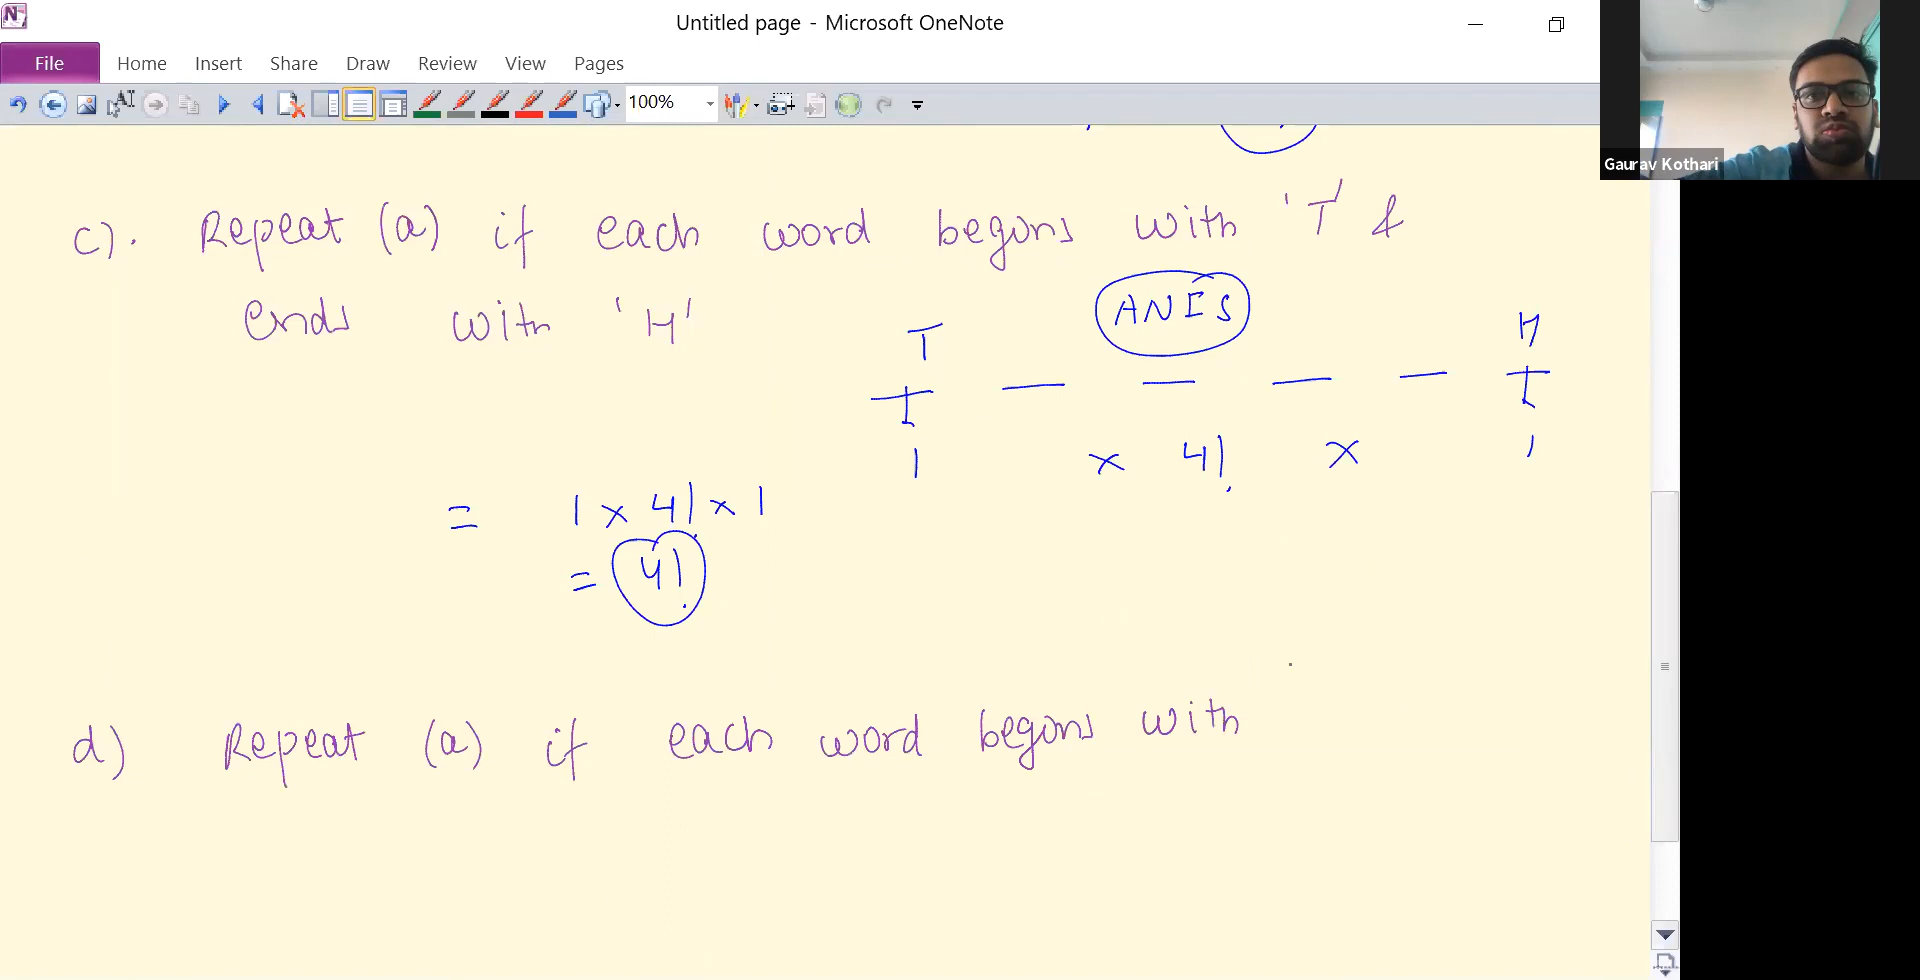 Untitled page - Microsoft OneNote
File Home Insert Share Draw Review View Pages
100%
Gaurav Kothari
c). Repeat (a) if each word begins with 'T' &
ends with 'H'
ANES
T H
1 x 4! x 1
= 1 x 4! x 1
= 4!
d) Repeat (a) if each word begins with